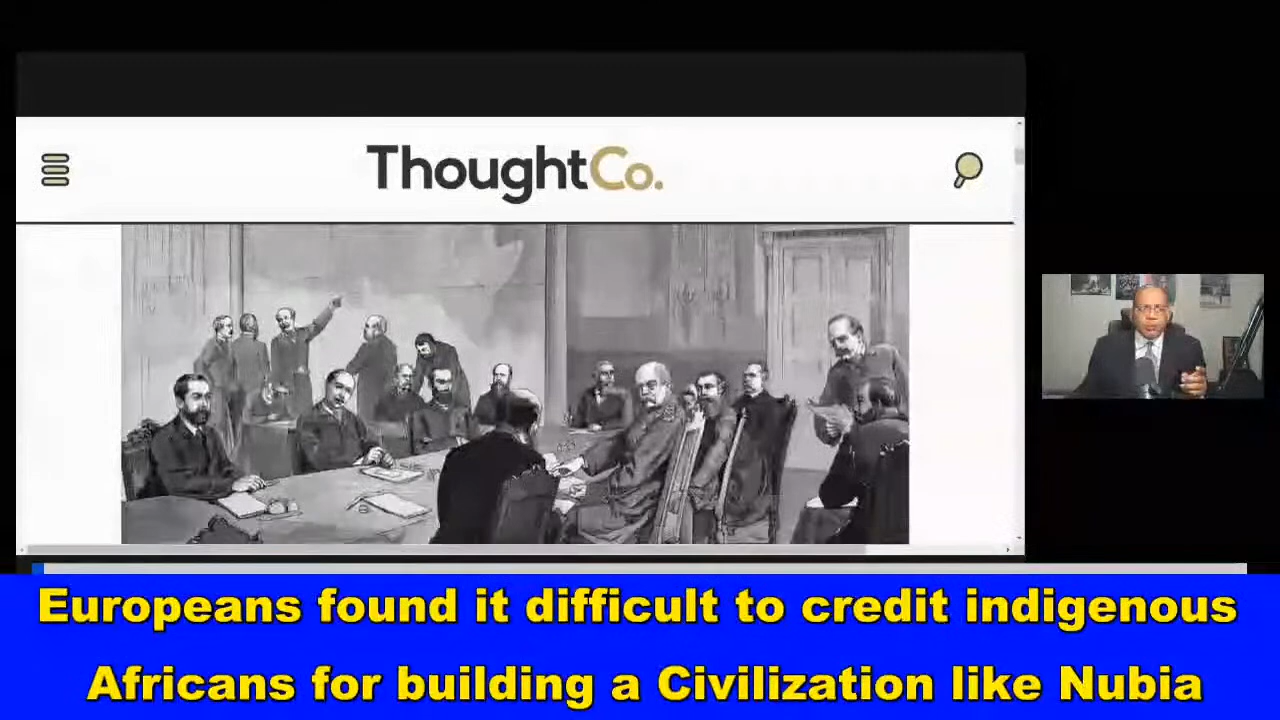 ThoughtCo.
Europeans found it difficult to credit indigenous
Africans for building a Civilization like Nubia